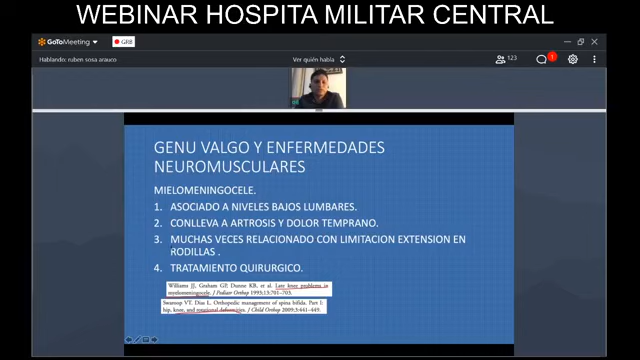 WEBINAR HOSPITA MILITAR CENTRAL
GoToMeeting
GRB
Hablando: ruben sosa arauco
Ver quién habla
123
1
GENU VALGO Y ENFERMEDADES
NEUROMUSCULARES
MIELOMENINGOCELE.
1. ASOCIADO A NIVELES BAJOS LUMBARES.
2. CONLLEVA A ARTROSIS Y DOLOR TEMPRANO.
3. MUCHAS VECES RELACIONADO CON LIMITACION EXTENSION EN
RODILLAS .
4. TRATAMIENTO QUIRURGICO.
Williams JJ, Graham GP, Dunne KB, et al. Late knee problems in
myelomeningocele. J Pediatr Orthop 1993;13:701–703.
Swaroop VT, Dias L. Orthopedic management of spina bifida. Part I:
hip, knee, and rotational deformities. J Child Orthop 2009;3:441–449.